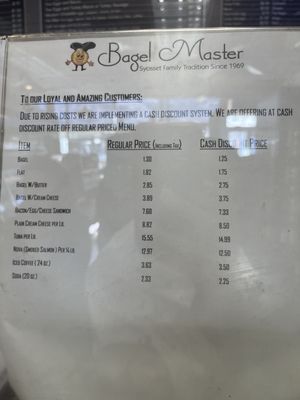 Bagel Master
Syosset Family Tradition Since 1969
To our Loyal and Amazing Customers:
Due to rising costs we are implementing a cash discount system. We are offering at cash
discount rate off regular priced Menu.
Item Regular Price (Including Tax) Cash Discount Price
Bagel 1.30 1.25
Flat 1.82 1.75
Bagel w/Butter 2.85 2.75
Bagel w/Cream Cheese 3.89 3.75
Bacon/Egg/Cheese Sandwich 7.60 7.33
Plain Cream Cheese per lb. 8.82 8.50
Tuna per lb. 15.55 14.99
Nova (Smoked Salmon) Per ¼ lb. 12.97 12.50
Iced Coffee (24 oz.) 3.63 3.50
Soda (20 oz.) 2.33 2.25